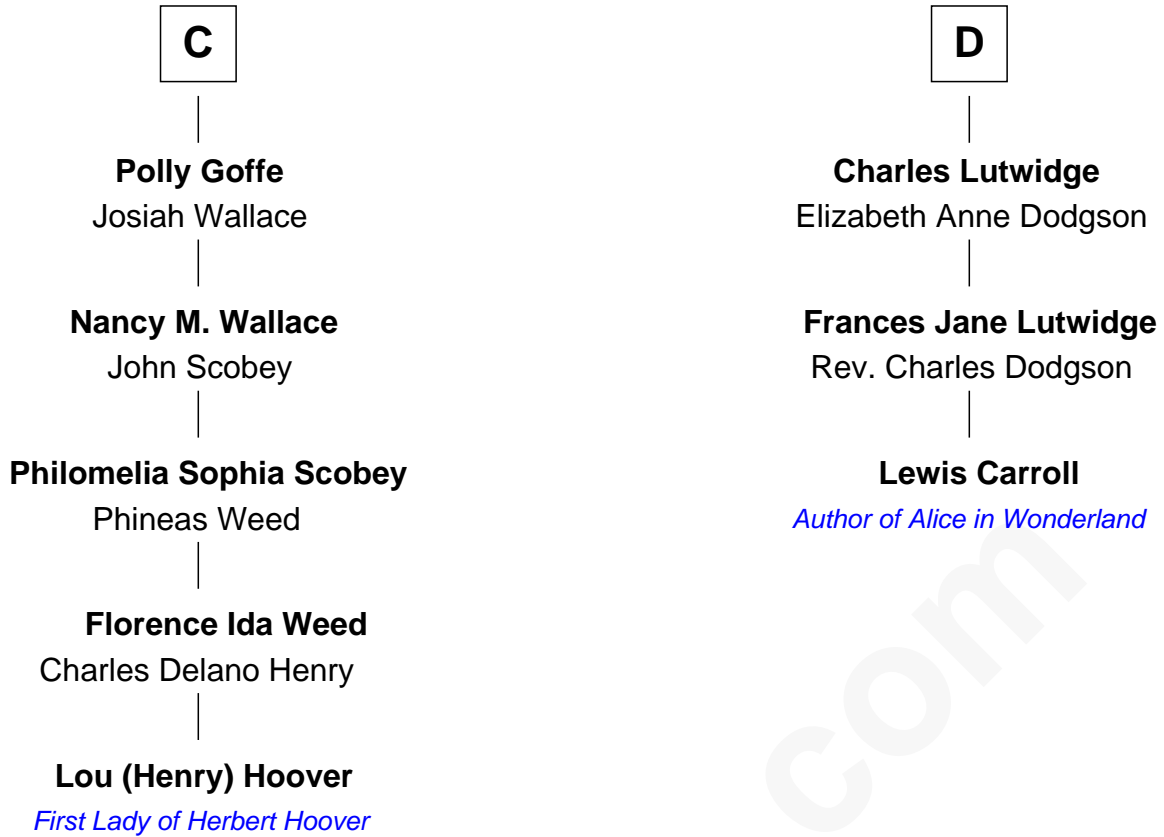 C
Polly Goffe
Josiah Wallace
Nancy M. Wallace
John Scobey
Philomelia Sophia Scobey
Phineas Weed
Florence Ida Weed
Charles Delano Henry
Lou (Henry) Hoover
First Lady of Herbert Hoover
D
Charles Lutwidge
Elizabeth Anne Dodgson
Frances Jane Lutwidge
Rev. Charles Dodgson
Lewis Carroll
Author of Alice in Wonderland
com